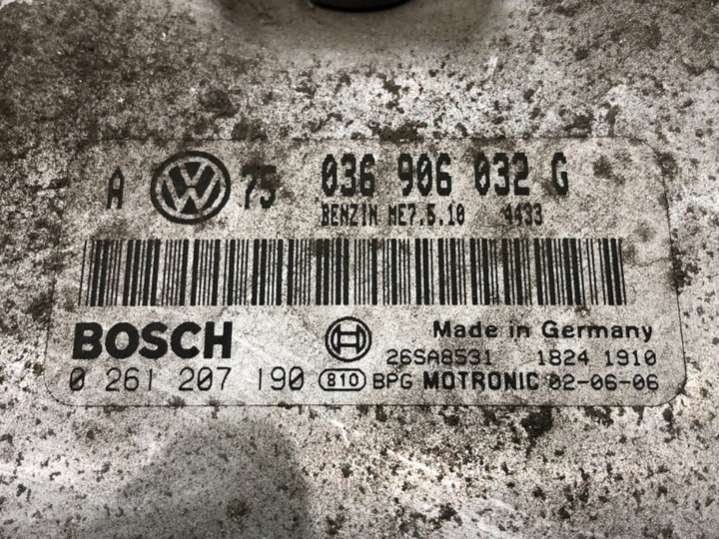 A VW 75 036 906 032 G
BENZIN ME7.5.10 4433
BOSCH Made in Germany
26SA8531 1824 1910
0 261 207 190 810 BPG MOTRONIC 02-06-06